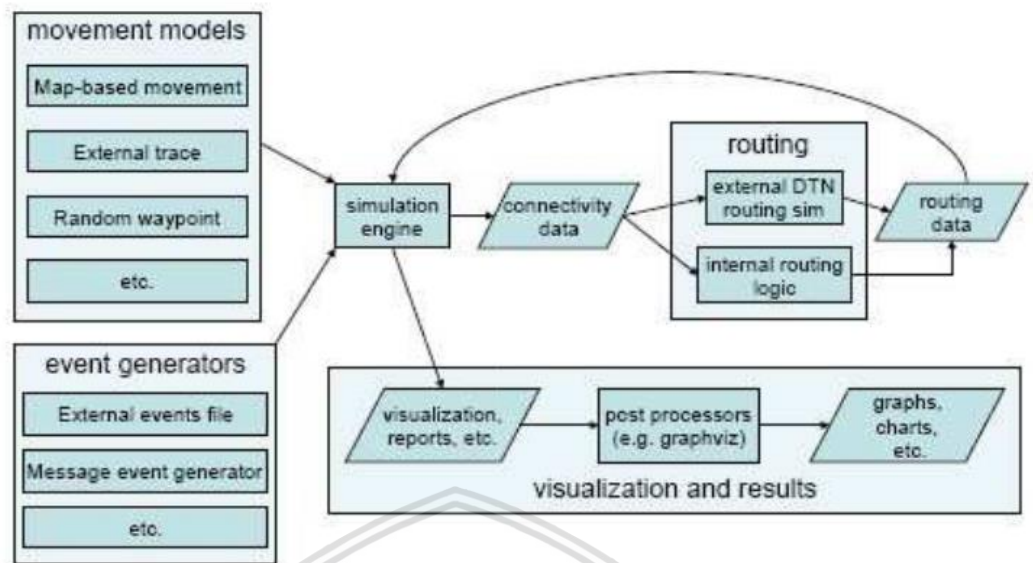 movement models
Map-based movement
External trace
Random waypoint
etc.
event generators
External events file
Message event generator
etc.
simulation
engine
connectivity
data
routing
external DTN
routing sim
internal routing
logic
routing
data
visualization,
reports, etc.
post processors
(e.g. graphviz)
graphs,
charts,
etc.
visualization and results